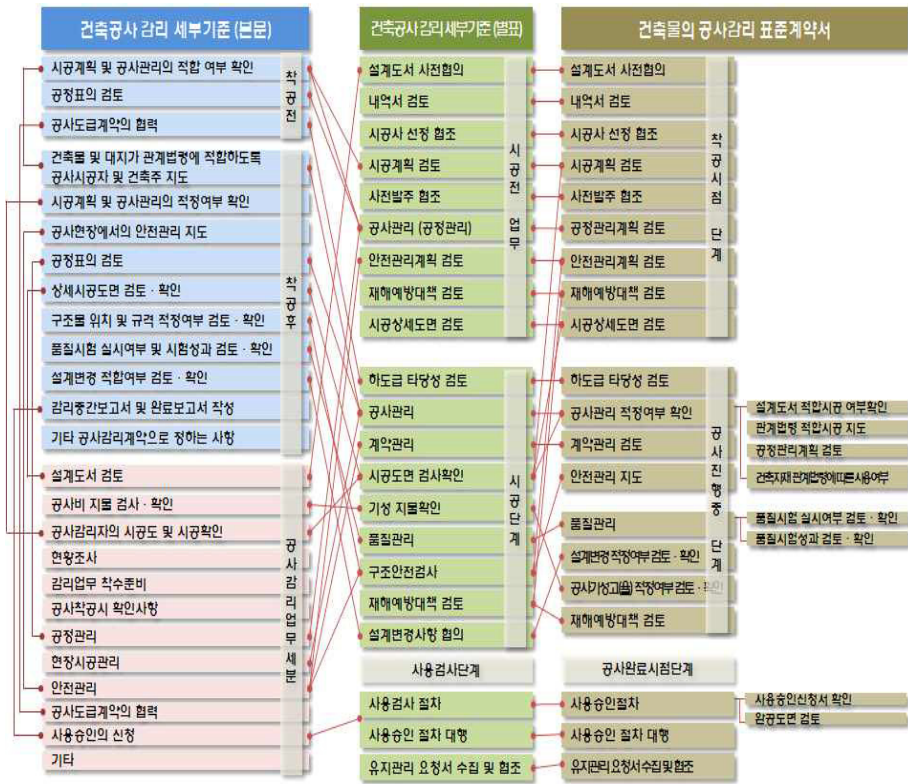 건축공사 감리 세부기준 (본문)
시공계획 및 공사관리의 적합 여부 확인
공정표의 검토
공사도급계약의 협력
착공전
건축물 및 대지가 관계법령에 적합하도록
공사시공자 및 건축주 지도
시공계획 및 공사관리의 적정여부 확인
공사현장에서의 안전관리 지도
공정표의 검토
상세시공도면 검토 · 확인
구조물 위치 및 규격 적정여부 검토 · 확인
품질시험 실시여부 및 시험성과 검토 · 확인
설계변경 적합여부 검토 · 확인
감리중간보고서 및 완료보고서 작성
기타 공사감리계약으로 정하는 사항
착공후
설계도서 검토
공사비 지불 검사 · 확인
공사감리자의 시공도 및 시공확인
현황조사
감리업무 착수준비
공사착공시 확인사항
공정관리
현장시공관리
안전관리
공사도급계약의 협력
사용승인의 신청
기타
공사감리업무 세분
건축공사 감리세부기준 (별표)
설계도서 사전협의
내역서 검토
시공사 선정 협조
시공계획 검토
사전발주 협조
공사관리 (공정관리)
안전관리계획 검토
재해예방대책 검토
시공상세도면 검토
시공전 업무
하도급 타당성 검토
공사관리
계약관리
시공도면 검사확인
기성 지불확인
품질관리
구조안전검사
재해예방대책 검토
설계변경사항 협의
시공단계
사용검사단계
사용검사 절차
사용승인 절차 대행
유지관리 요청서 수집 및 협조
건축물의 공사감리 표준계약서
설계도서 사전협의
내역서 검토
시공사 선정 협조
시공계획 검토
사전발주 협조
공정관리계획 검토
안전관리계획 검토
재해예방대책 검토
시공상세도면 검토
착공시점 단계
하도급 타당성 검토
공사관리 적정여부 확인
계약관리 검토
안전관리 지도
품질관리
설계변경 적정여부 검토 · 확인
공사기성고(율) 적정여부 검토 · 확인
재해예방대책 검토
공사진행중 단계
설계도서 적합시공 여부확인
관계법령 적합시공 지도
공정관리계획 검토
건축자재 관계법령에 따른 사용여부
품질시험 실시여부 검토 · 확인
품질시험성과 검토 · 확인
공사완료시점단계
사용승인절차
사용승인 절차 대행
유지관리 요청서 수집 및 협조
사용승인신청서 확인
완공도면 검토